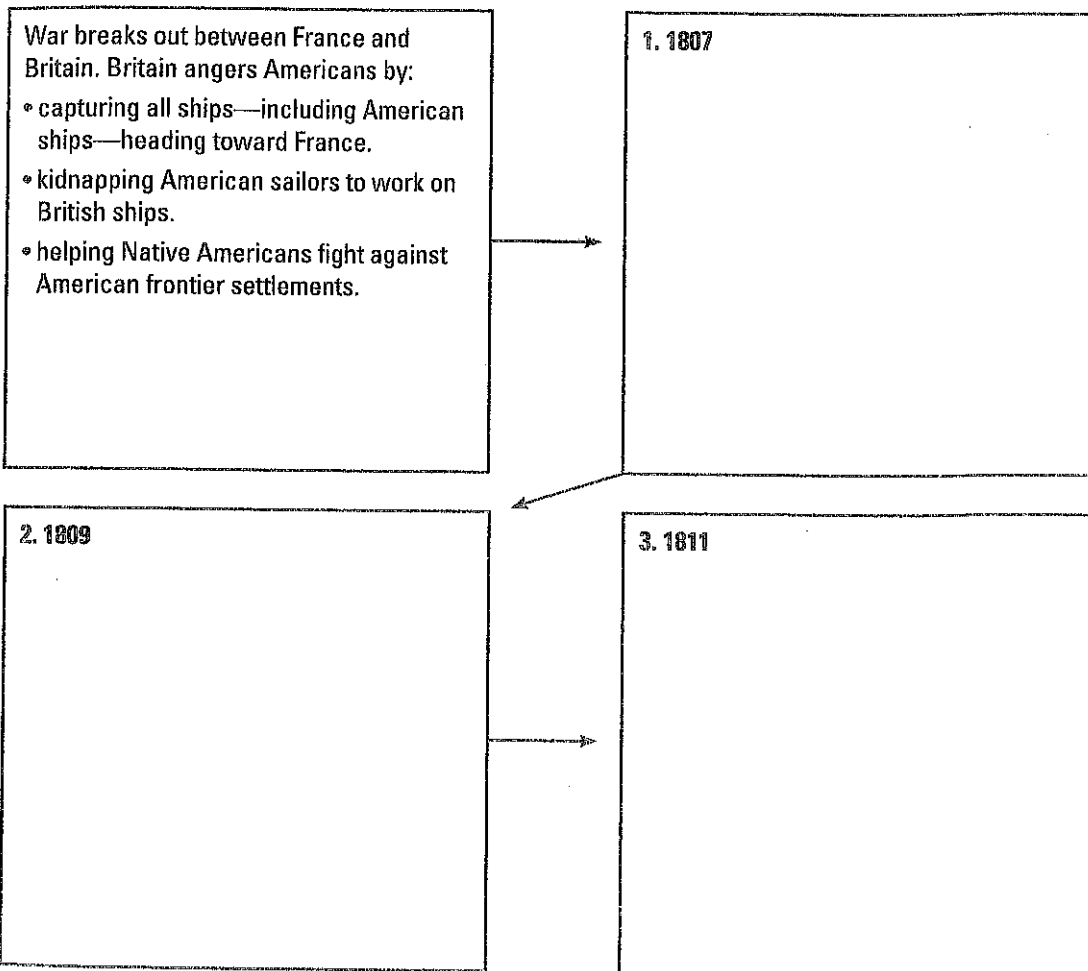 War breaks out between France and
Britain. Britain angers Americans by:
• capturing all ships—including American
ships—heading toward France.
• kidnapping American sailors to work on
British ships.
• helping Native Americans fight against
American frontier settlements.
1. 1807
2. 1809
3. 1811